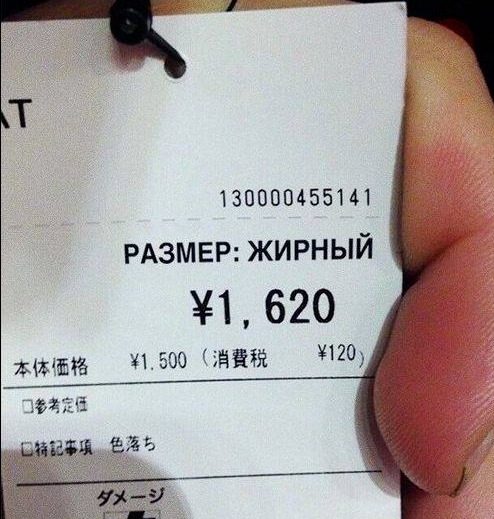 AT
130000455141
РАЗМЕР: ЖИРНЫЙ
¥1,620
本体価格 ¥1,500 (消費税 ¥120)
□参考定価
□特記事項 色落ち
ダメージ